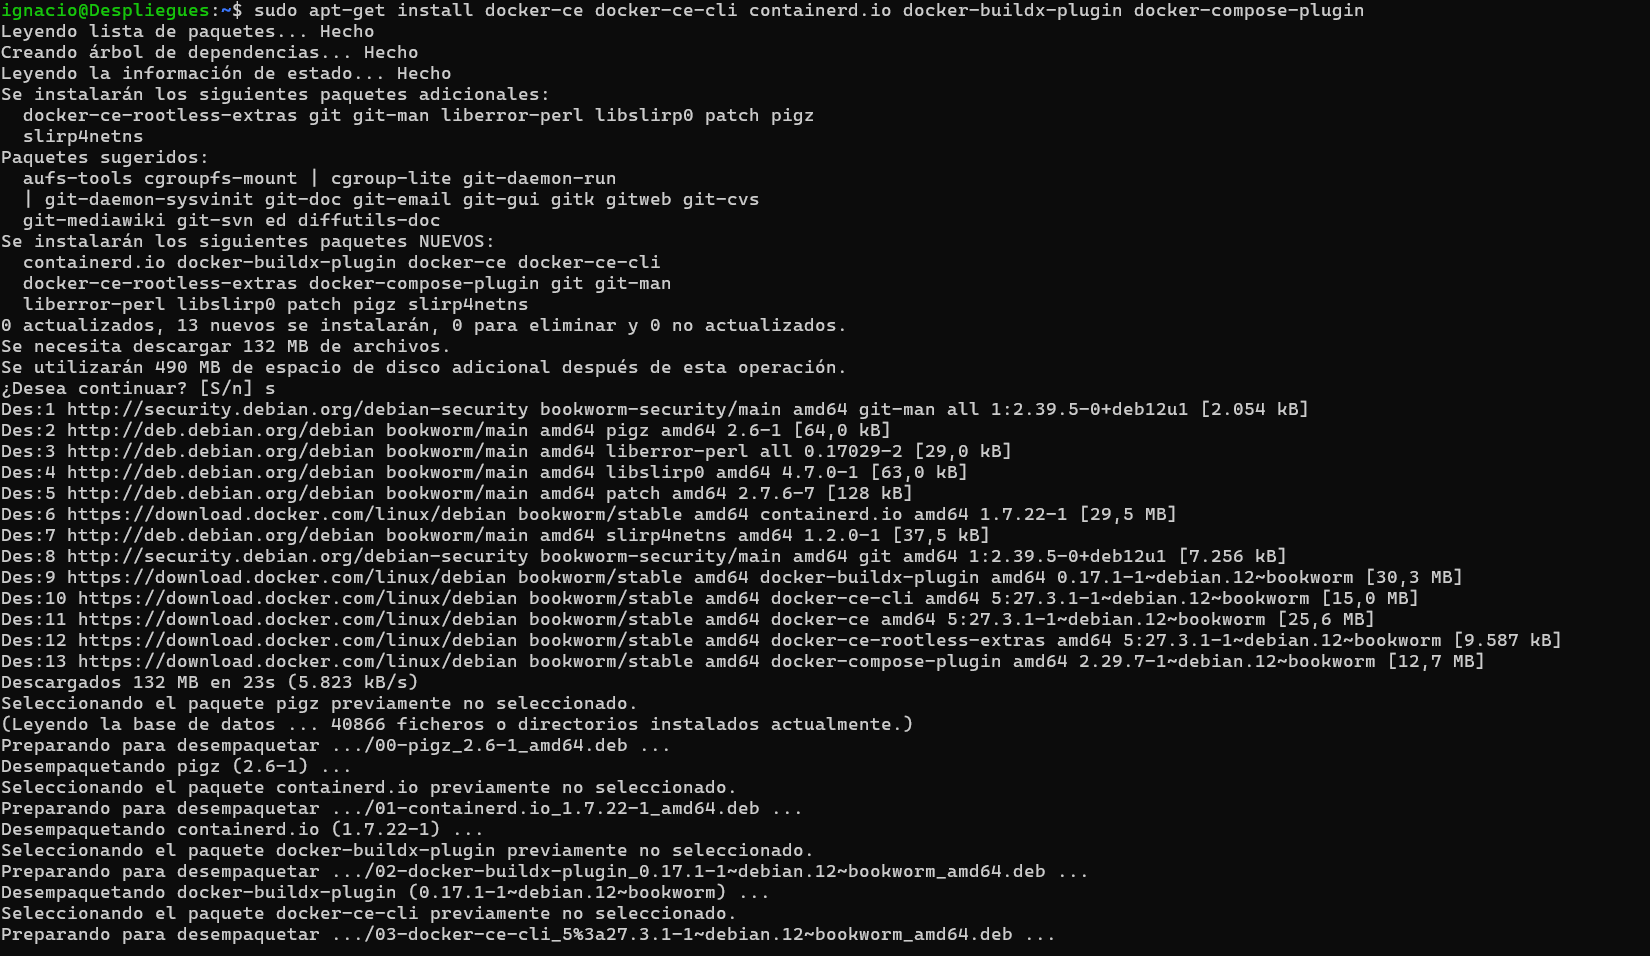 ignacio@Despliegues:~$ sudo apt-get install docker-ce docker-ce-cli containerd.io docker-buildx-plugin docker-compose-plugin
Leyendo lista de paquetes... Hecho
Creando árbol de dependencias... Hecho
Leyendo la información de estado... Hecho
Se instalarán los siguientes paquetes adicionales:
  docker-ce-rootless-extras git git-man liberror-perl libslirp0 patch pigz
  slirp4netns
Paquetes sugeridos:
  aufs-tools cgroupfs-mount | cgroup-lite git-daemon-run
  | git-daemon-sysvinit git-doc git-email git-gui gitk gitweb git-cvs
  git-mediawiki git-svn ed diffutils-doc
Se instalarán los siguientes paquetes NUEVOS:
  containerd.io docker-buildx-plugin docker-ce docker-ce-cli
  docker-ce-rootless-extras docker-compose-plugin git git-man
  liberror-perl libslirp0 patch pigz slirp4netns
0 actualizados, 13 nuevos se instalarán, 0 para eliminar y 0 no actualizados.
Se necesita descargar 132 MB de archivos.
Se utilizarán 490 MB de espacio de disco adicional después de esta operación.
¿Desea continuar? [S/n] s
Des:1 http://security.debian.org/debian-security bookworm-security/main amd64 git-man all 1:2.39.5-0+deb12u1 [2.054 kB]
Des:2 http://deb.debian.org/debian bookworm/main amd64 pigz amd64 2.6-1 [64,0 kB]
Des:3 http://deb.debian.org/debian bookworm/main amd64 liberror-perl all 0.17029-2 [29,0 kB]
Des:4 http://deb.debian.org/debian bookworm/main amd64 libslirp0 amd64 4.7.0-1 [63,0 kB]
Des:5 http://deb.debian.org/debian bookworm/main amd64 patch amd64 2.7.6-7 [128 kB]
Des:6 https://download.docker.com/linux/debian bookworm/stable amd64 containerd.io amd64 1.7.22-1 [29,5 MB]
Des:7 http://deb.debian.org/debian bookworm/main amd64 slirp4netns amd64 1.2.0-1 [37,5 kB]
Des:8 http://security.debian.org/debian-security bookworm-security/main amd64 git amd64 1:2.39.5-0+deb12u1 [7.256 kB]
Des:9 https://download.docker.com/linux/debian bookworm/stable amd64 docker-buildx-plugin amd64 0.17.1-1~debian.12~bookworm [30,3 MB]
Des:10 https://download.docker.com/linux/debian bookworm/stable amd64 docker-ce-cli amd64 5:27.3.1-1~debian.12~bookworm [15,0 MB]
Des:11 https://download.docker.com/linux/debian bookworm/stable amd64 docker-ce amd64 5:27.3.1-1~debian.12~bookworm [25,6 MB]
Des:12 https://download.docker.com/linux/debian bookworm/stable amd64 docker-ce-rootless-extras amd64 5:27.3.1-1~debian.12~bookworm [9.587 kB]
Des:13 https://download.docker.com/linux/debian bookworm/stable amd64 docker-compose-plugin amd64 2.29.7-1~debian.12~bookworm [12,7 MB]
Descargados 132 MB en 23s (5.823 kB/s)
Seleccionando el paquete pigz previamente no seleccionado.
(Leyendo la base de datos ... 40866 ficheros o directorios instalados actualmente.)
Preparando para desempaquetar .../00-pigz_2.6-1_amd64.deb ...
Desempaquetando pigz (2.6-1) ...
Seleccionando el paquete containerd.io previamente no seleccionado.
Preparando para desempaquetar .../01-containerd.io_1.7.22-1_amd64.deb ...
Desempaquetando containerd.io (1.7.22-1) ...
Seleccionando el paquete docker-buildx-plugin previamente no seleccionado.
Preparando para desempaquetar .../02-docker-buildx-plugin_0.17.1-1~debian.12~bookworm_amd64.deb ...
Desempaquetando docker-buildx-plugin (0.17.1-1~debian.12~bookworm) ...
Seleccionando el paquete docker-ce-cli previamente no seleccionado.
Preparando para desempaquetar .../03-docker-ce-cli_5%3a27.3.1-1~debian.12~bookworm_amd64.deb ...